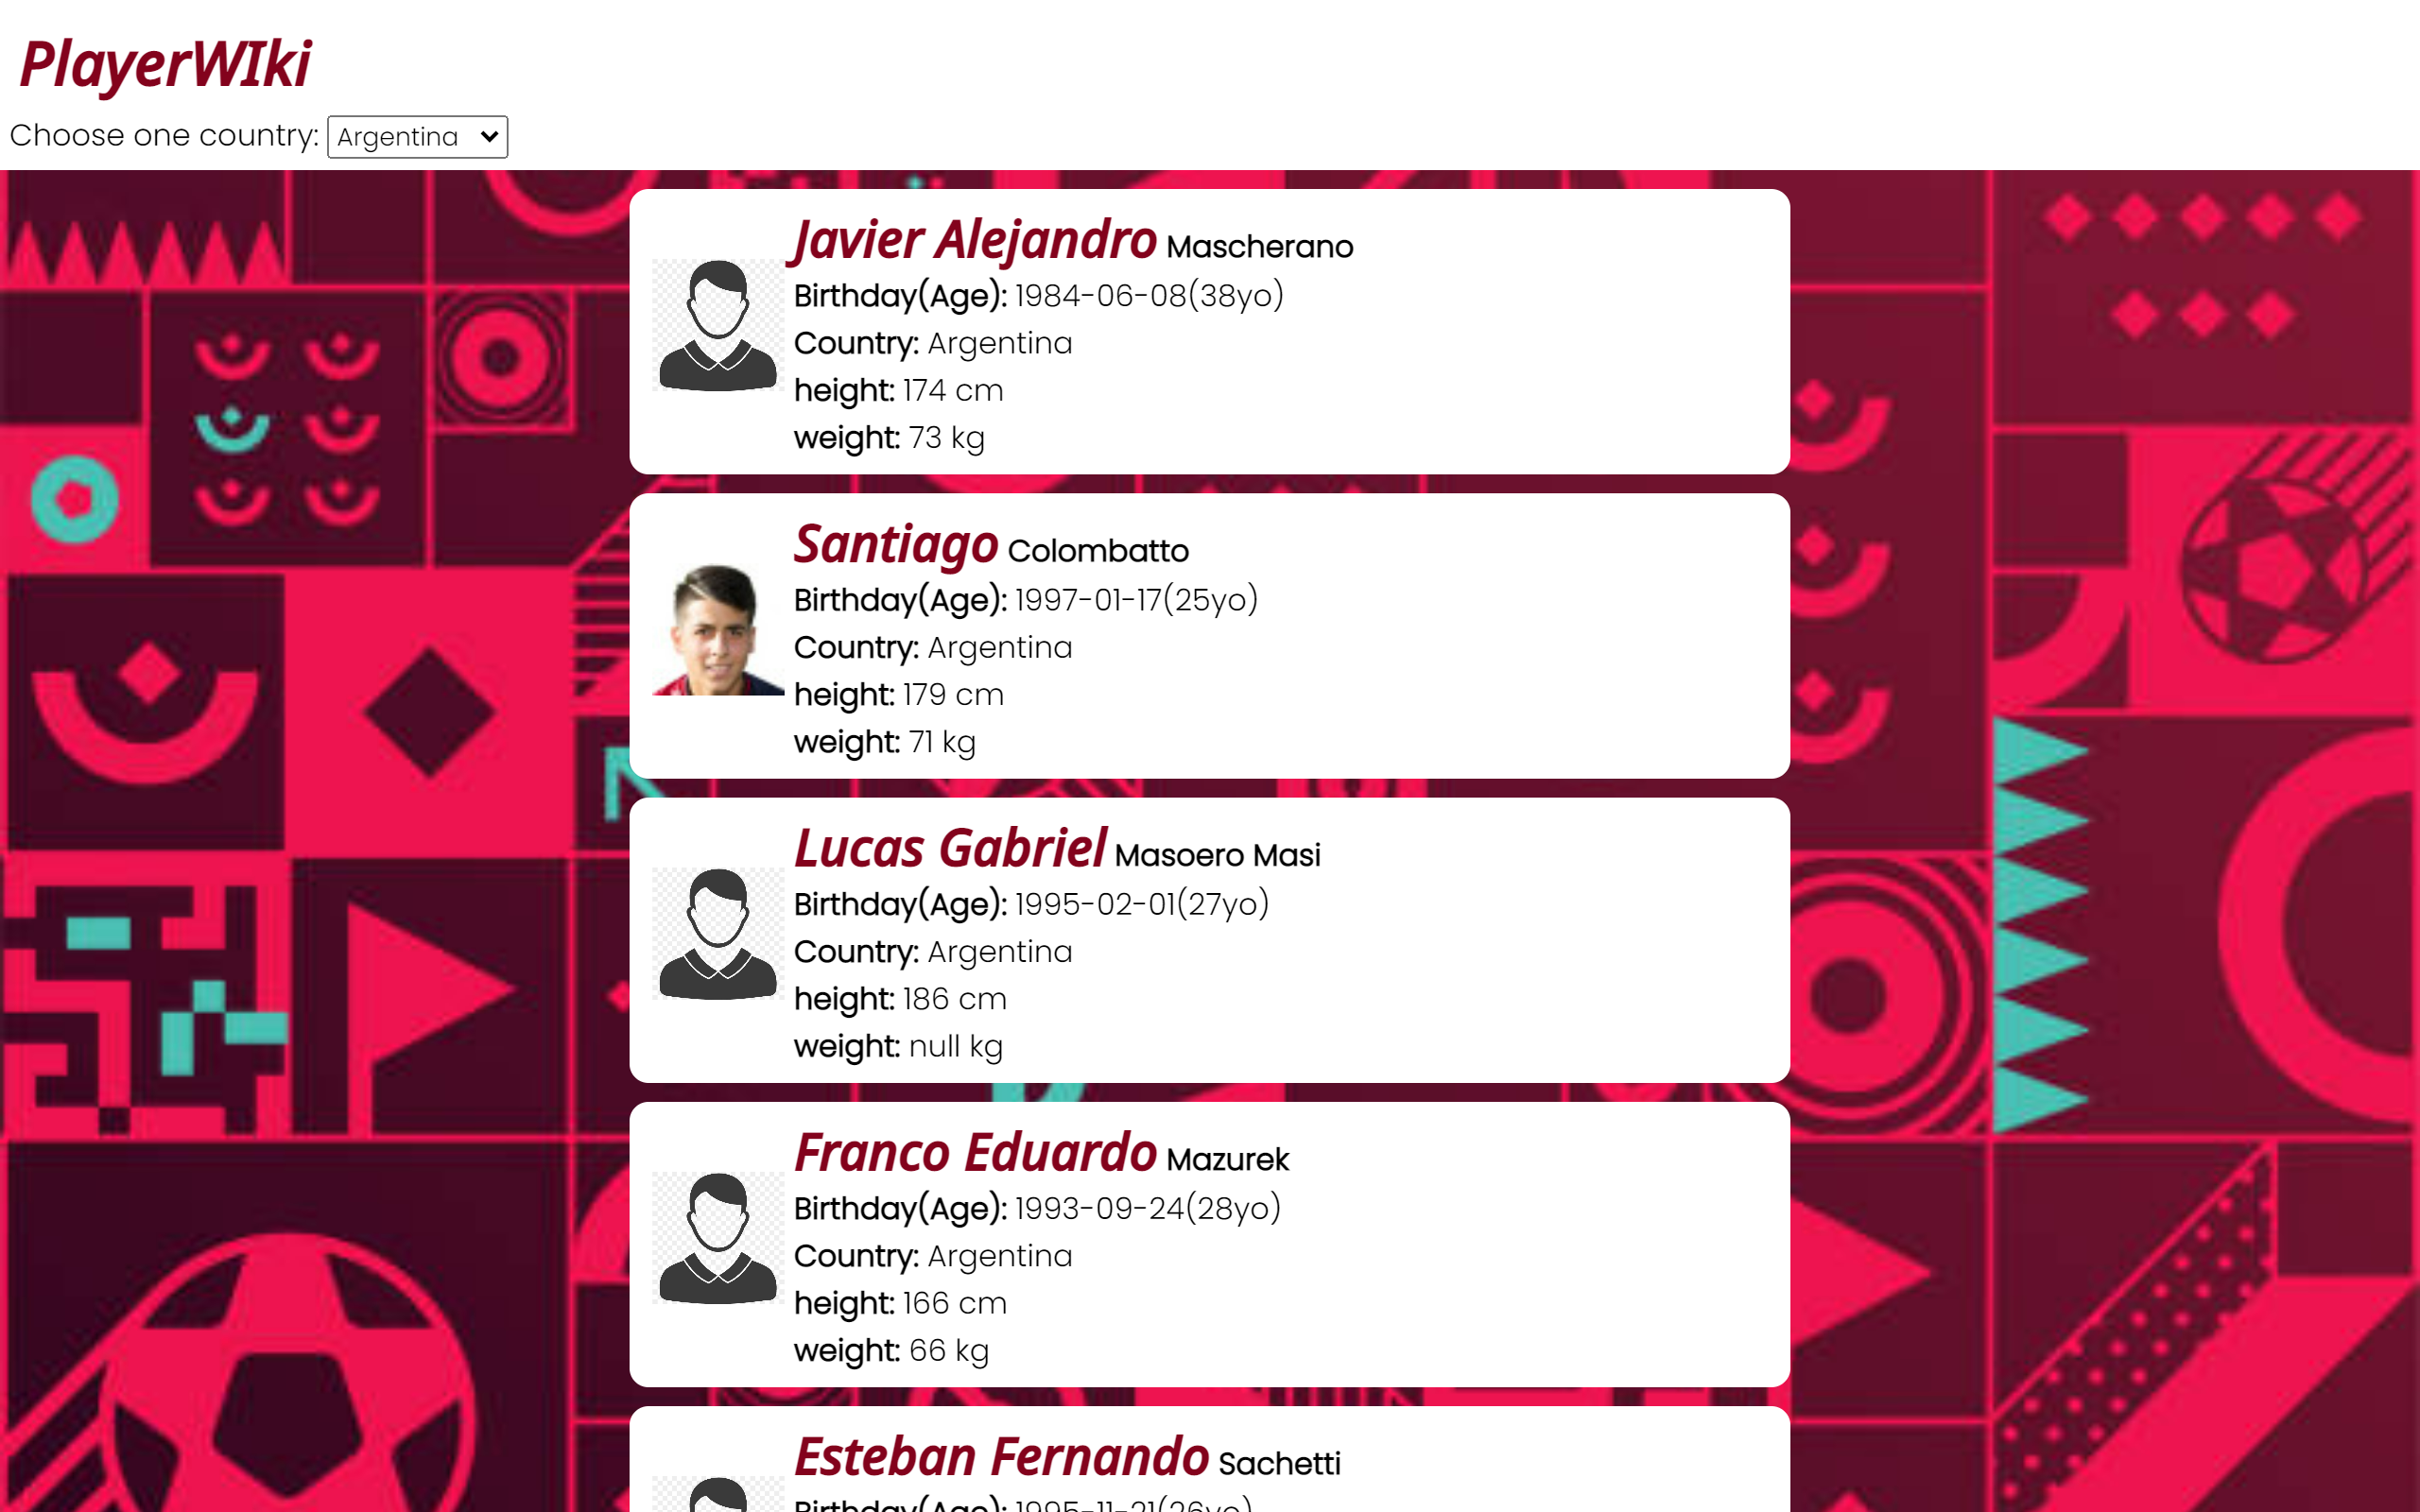 PlayerWIki
Choose one country: Argentina
Javier Alejandro Mascherano
Birthday(Age): 1984-06-08(38yo)
Country: Argentina
height: 174 cm
weight: 73 kg
Santiago Colombatto
Birthday(Age): 1997-01-17(25yo)
Country: Argentina
height: 179 cm
weight: 71 kg
Lucas Gabriel Masoero Masi
Birthday(Age): 1995-02-01(27yo)
Country: Argentina
height: 186 cm
weight: null kg
Franco Eduardo Mazurek
Birthday(Age): 1993-09-24(28yo)
Country: Argentina
height: 166 cm
weight: 66 kg
Esteban Fernando Sachetti
Birthday(Age): 1995-11-21(26yo)